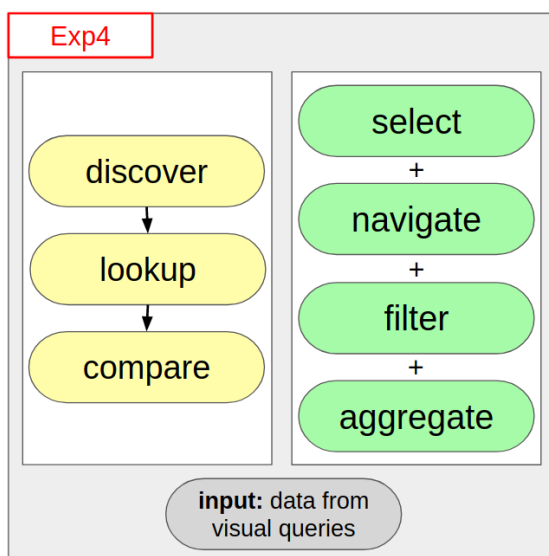 Exp4
discover
lookup
compare
select
+
navigate
+
filter
+
aggregate
input: data from
visual queries